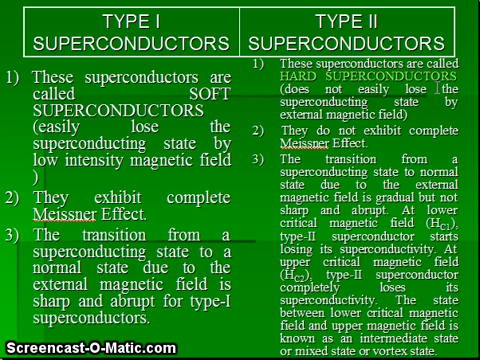 TYPE I
SUPERCONDUCTORS
TYPE II
SUPERCONDUCTORS
1) These superconductors are
called SOFT
SUPERCONDUCTORS
(easily lose the
superconducting state by
low intensity magnetic field
)
2) They exhibit complete
Meissner Effect.
3) The transition from a
superconducting state to a
normal state due to the
external magnetic field is
sharp and abrupt for type-I
superconductors.
1) These superconductors are called
HARD SUPERCONDUCTORS
(does not easily lose the
superconducting state by
external magnetic field)
2) They do not exhibit complete
Meissner Effect.
3) The transition from a
superconducting state to normal
state due to the external
magnetic field is gradual but not
sharp and abrupt. At lower
critical magnetic field (HC1),
type-II superconductor starts
losing its superconductivity. At
upper critical magnetic field
(HC2), type-II superconductor
completely loses its
superconductivity. The state
between lower critical magnetic
field and upper magnetic field is
known as an intermediate state
or mixed state or vortex state.
Screencast-O-Matic.com